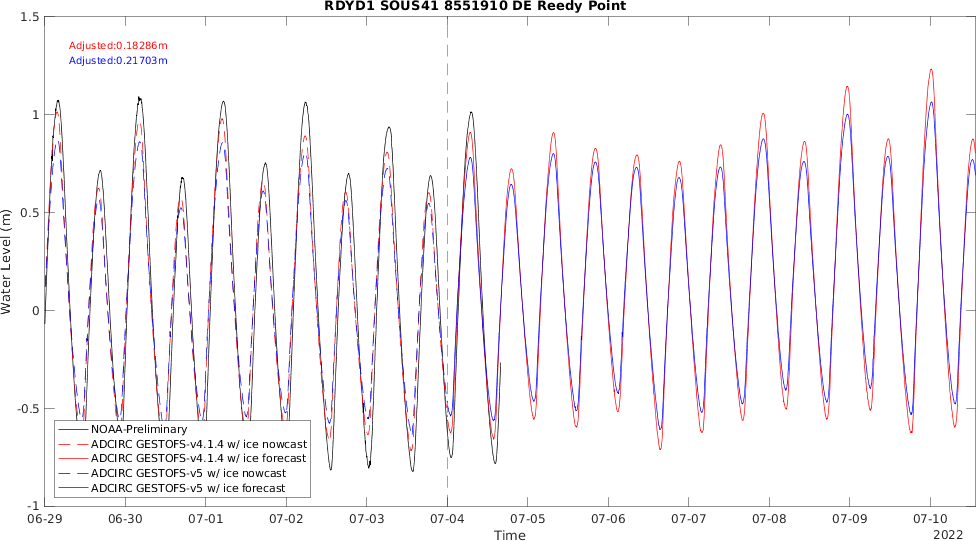 RDYD1 SOUS41 8551910 DE Reedy Point
1.5
Adjusted:0.18286m
Adjusted:0.21703m
1
0.5
Water Level (m)
0
-0.5
NOAA-Preliminary
ADCIRC GESTOFS-v4.1.4 w/ ice nowcast
ADCIRC GESTOFS-v4.1.4 w/ ice forecast
ADCIRC GESTOFS-v5 w/ ice nowcast
ADCIRC GESTOFS-v5 w/ ice forecast
-1
06-29 06-30 07-01 07-02 07-03 07-04 07-05 07-06 07-07 07-08 07-09 07-10
Time
2022